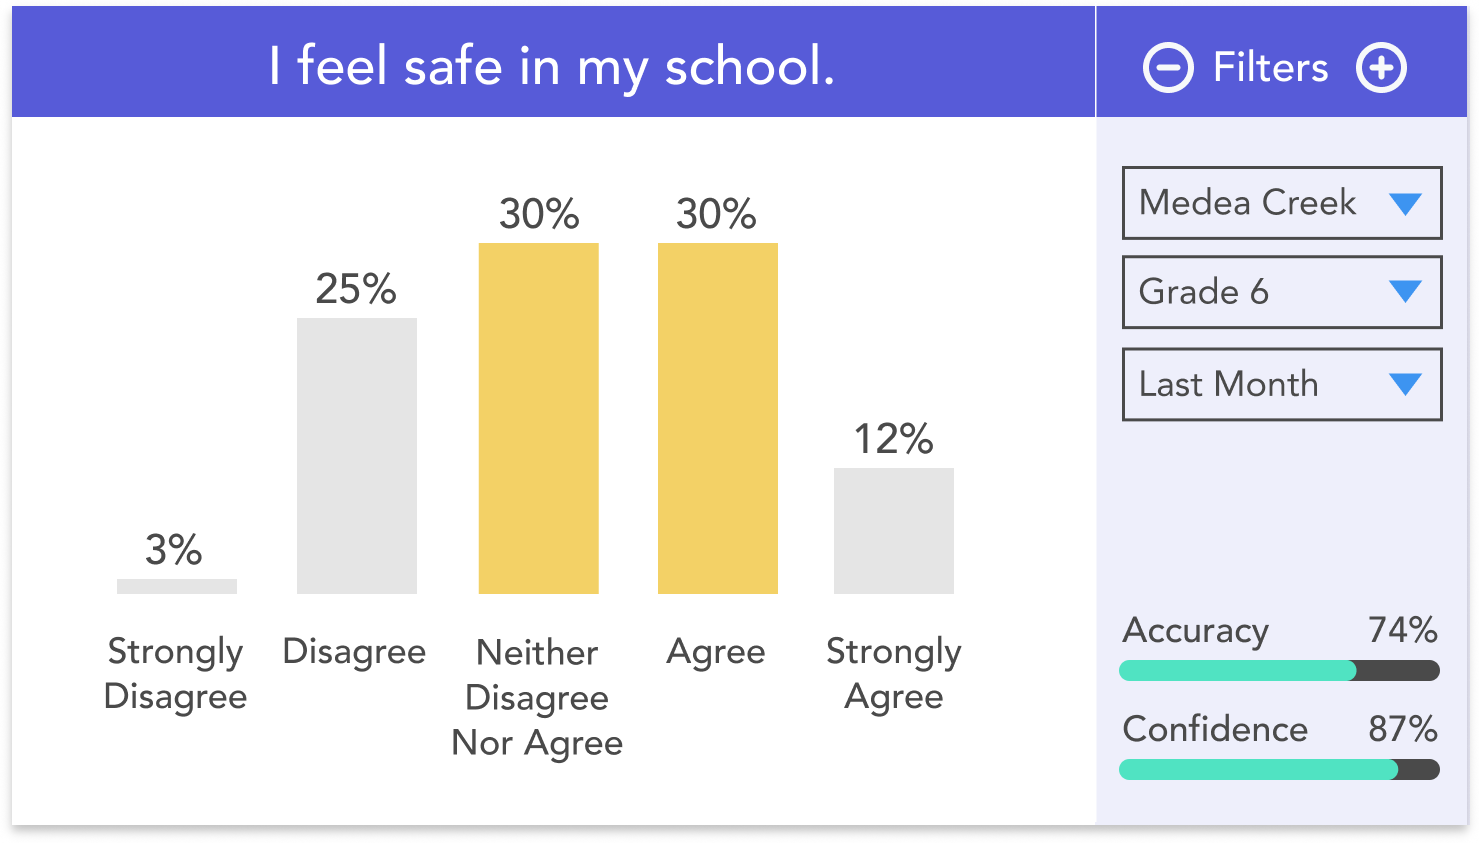 I feel safe in my school.
Filters
3%
25%
30%
30%
12%
Strongly
Disagree
Disagree
Neither
Disagree
Nor Agree
Agree
Strongly
Agree
Medea Creek
Grade 6
Last Month
Accuracy 74%
Confidence 87%